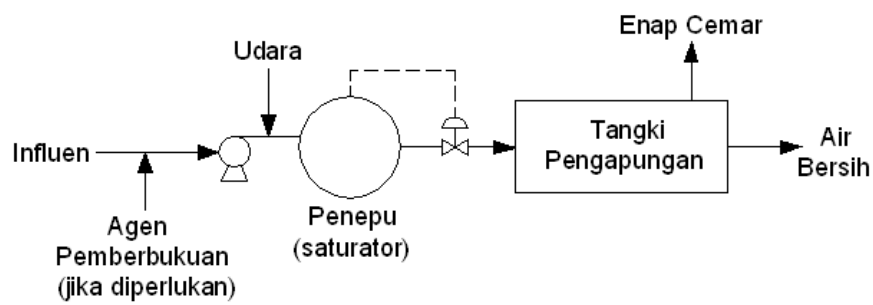 Enap Cemar
Udara
Influen
Tangki
Pengapungan
Air
Bersih
Penepu
(saturator)
Agen
Pemberbukuan
(jika diperlukan)